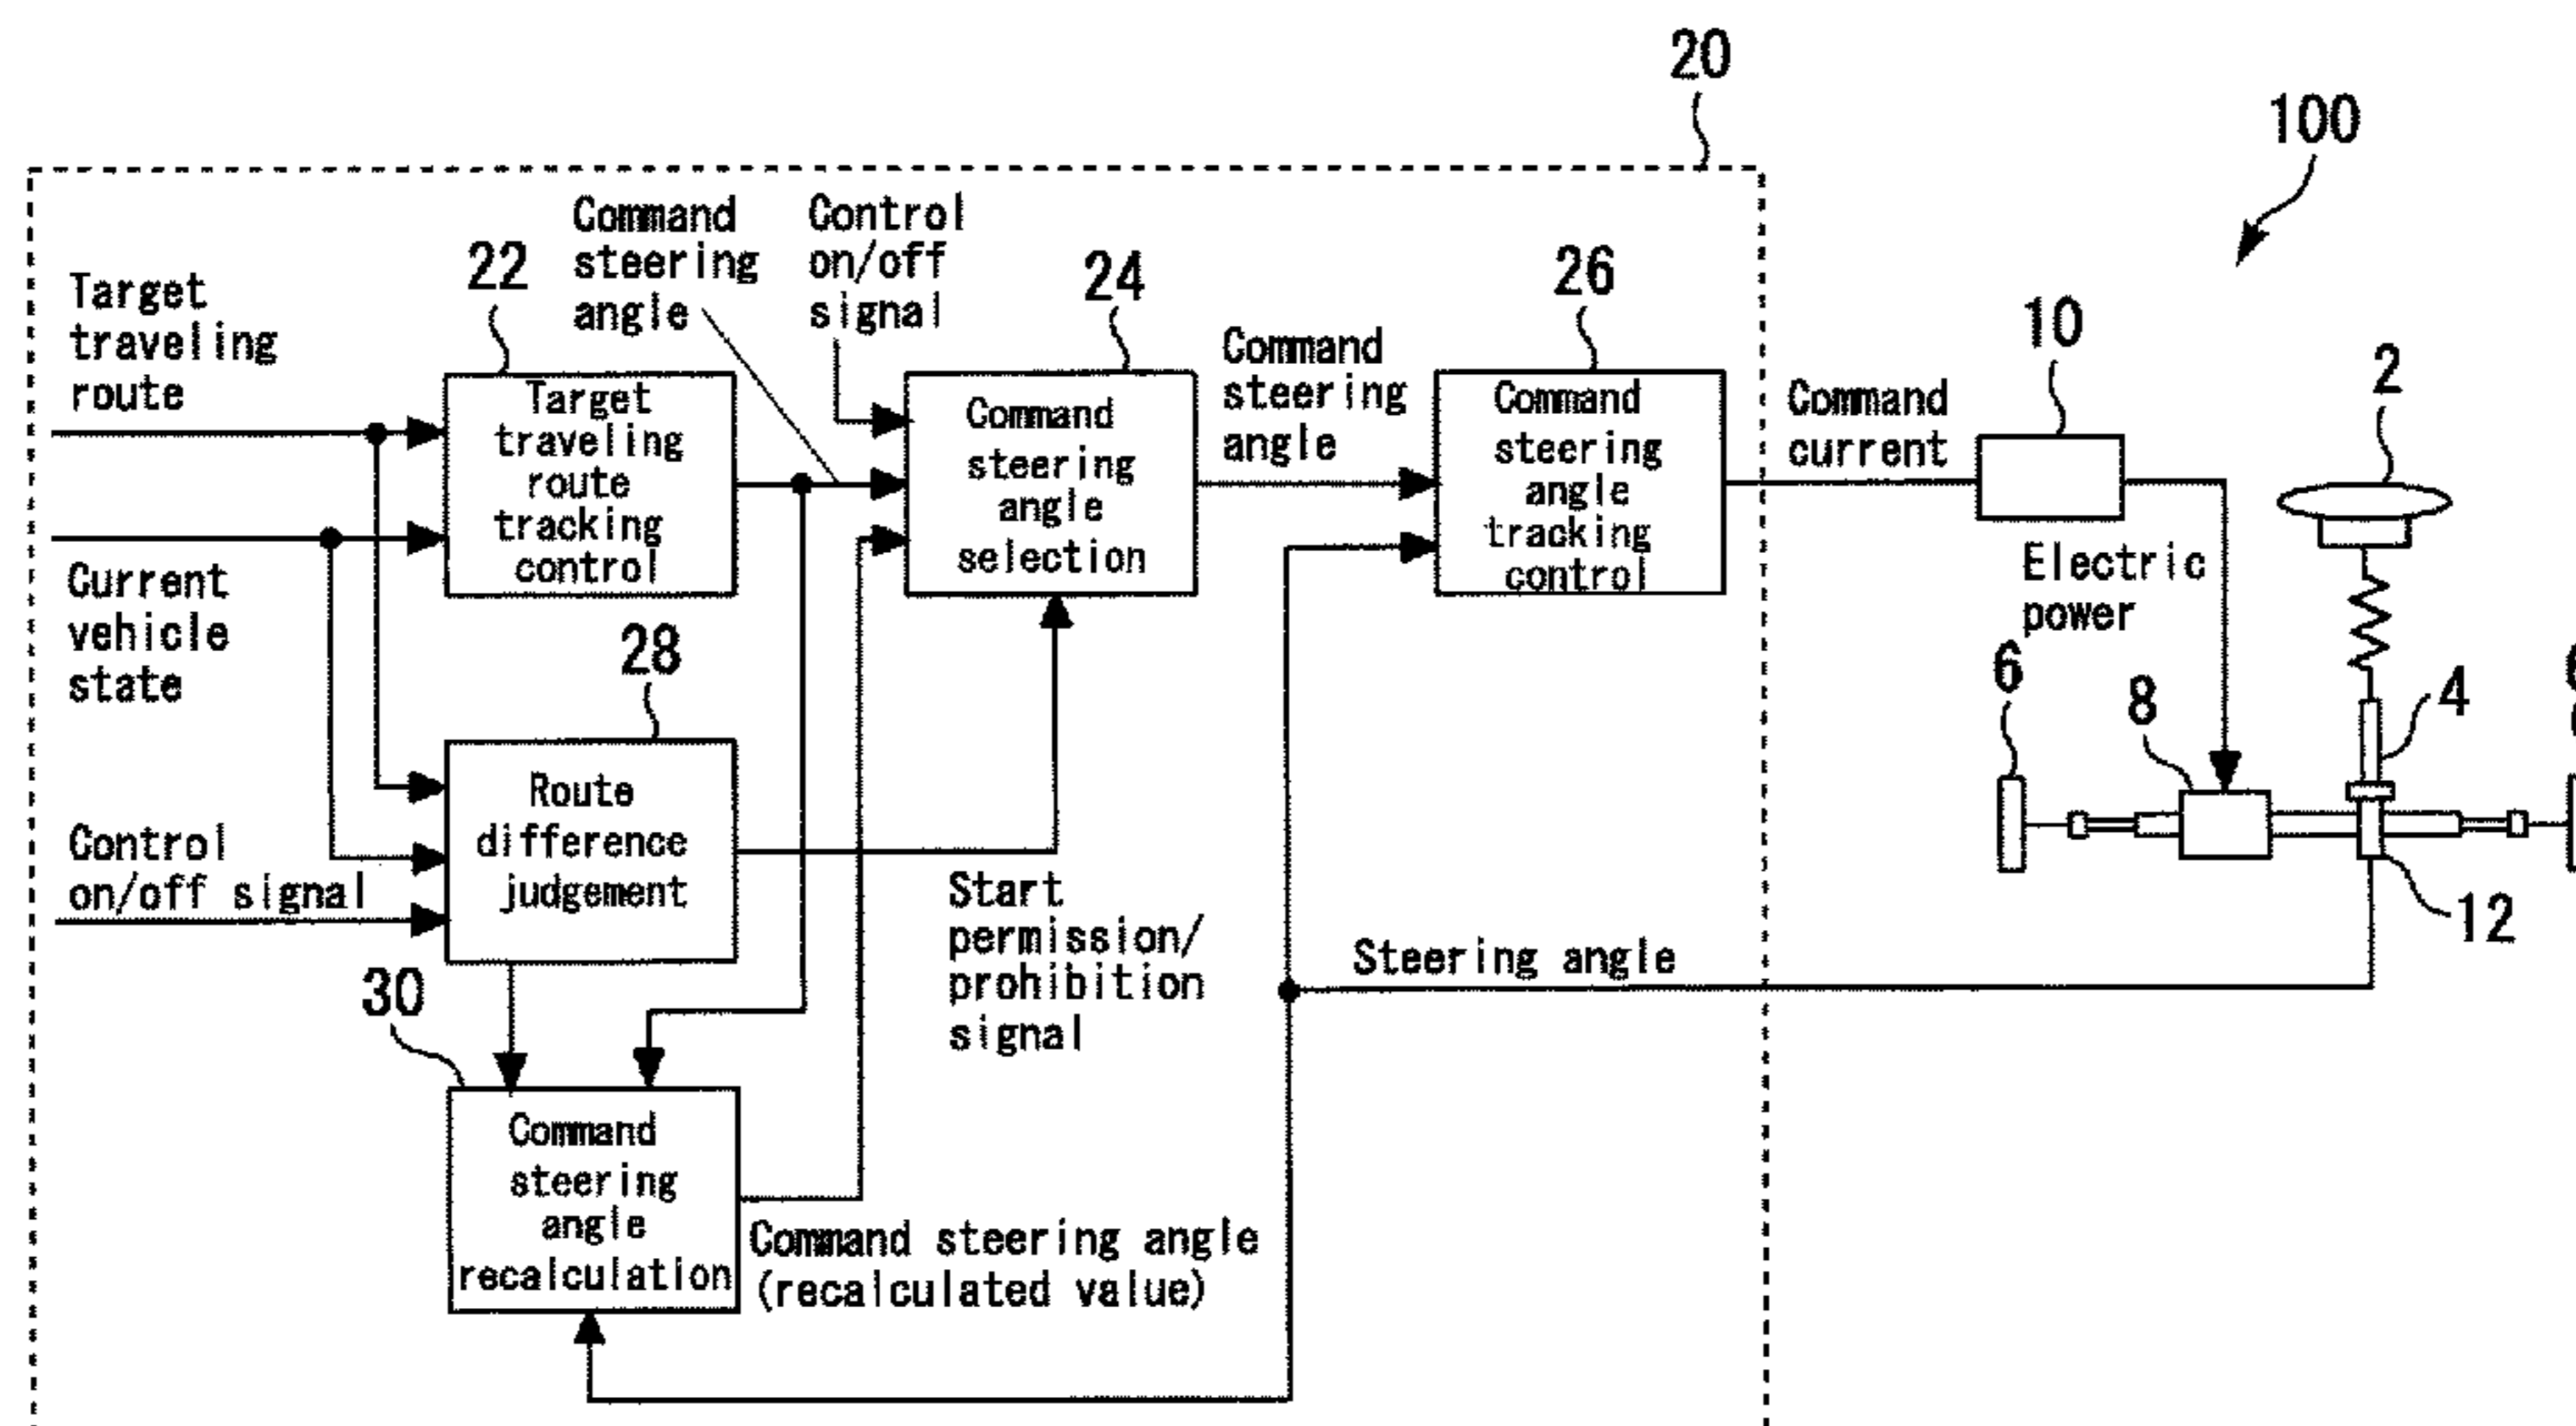 20
100
Command
steering
angle
Control
on/off
signal
Target
traveling
route
22
24
26
10
2
Target
traveling
route
tracking
control
Command
steering
angle
selection
Command
steering
angle
Command
steering
angle
tracking
control
Command
current
Electric
power
Current
vehicle
state
28
6
8
4
6
12
Route
difference
judgement
Control
on/off signal
Start
permission/
prohibition
signal
Steering angle
30
Command
steering
angle
recalculation
Command steering angle
(recalculated value)